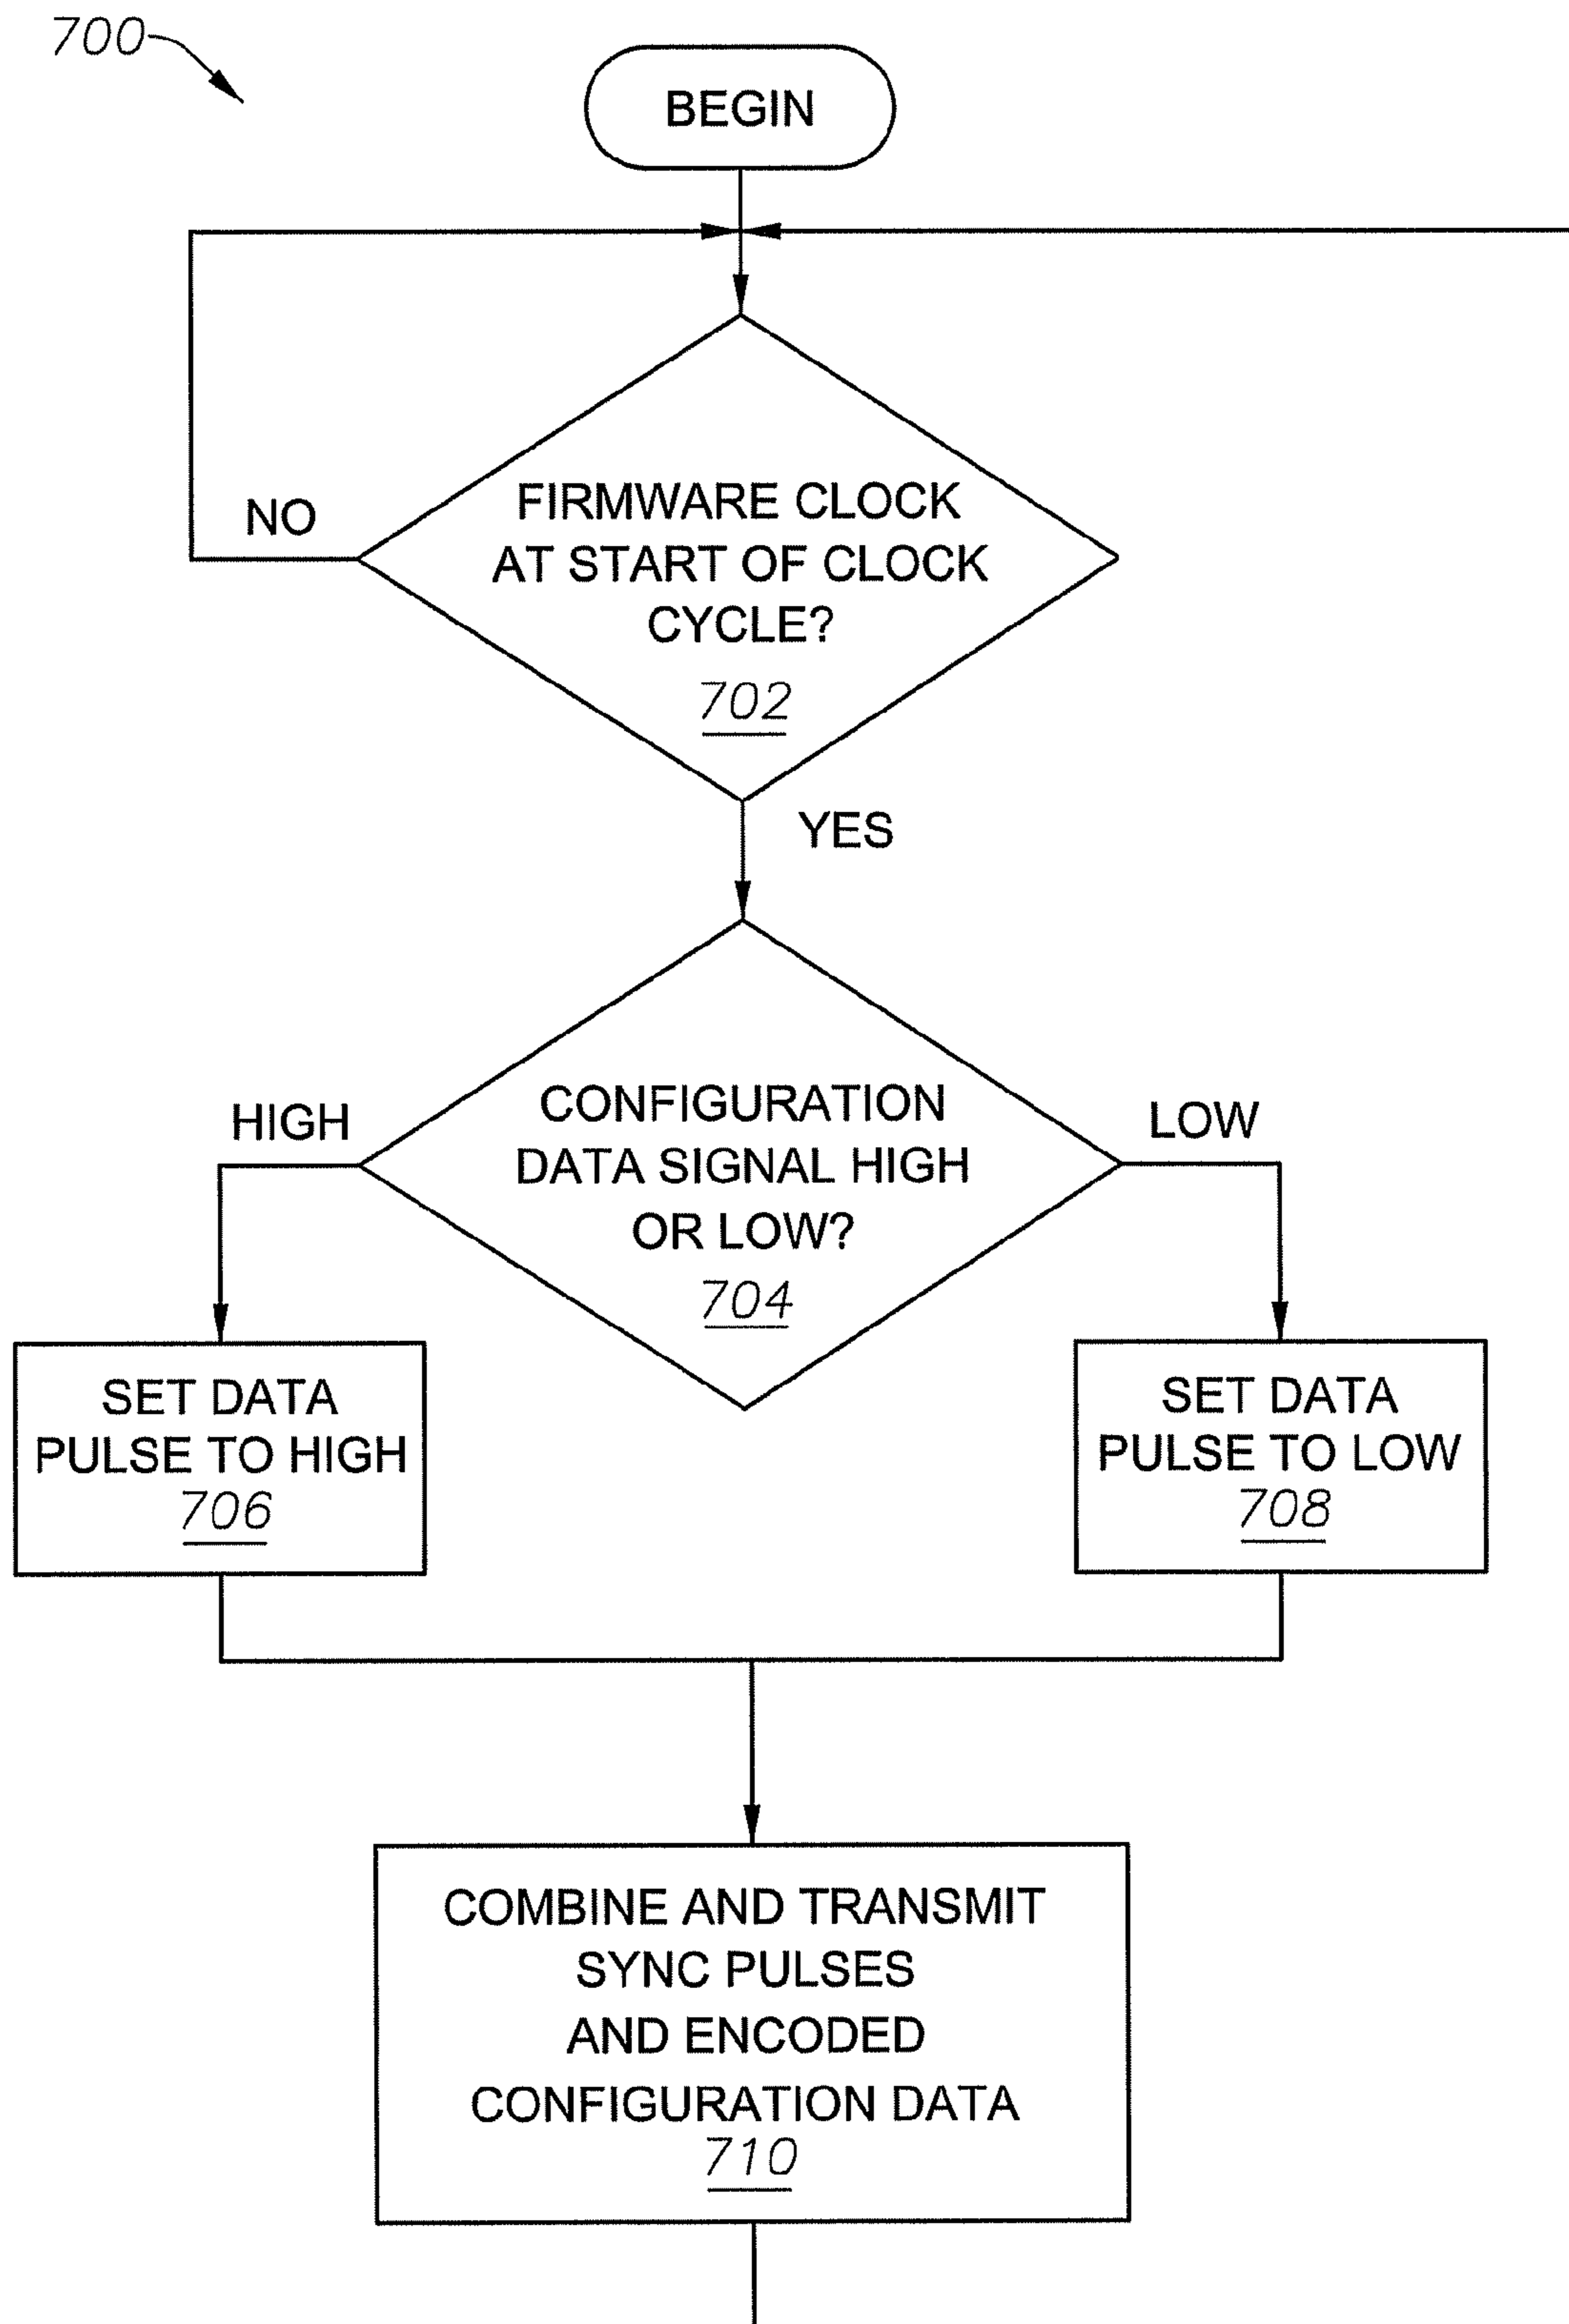 700
BEGIN
NO
FIRMWARE CLOCK
AT START OF CLOCK
CYCLE?
702
YES
HIGH
CONFIGURATION
DATA SIGNAL HIGH
OR LOW?
704
LOW
SET DATA
PULSE TO HIGH
706
SET DATA
PULSE TO LOW
708
COMBINE AND TRANSMIT
SYNC PULSES
AND ENCODED
CONFIGURATION DATA
710